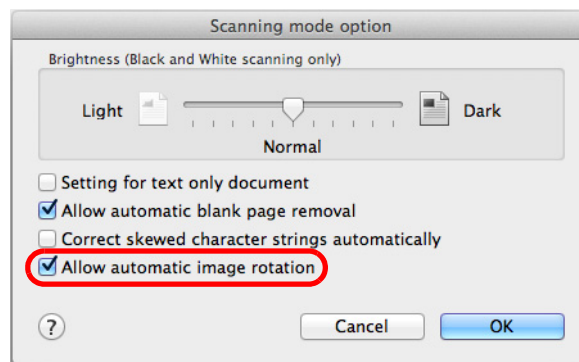 Scanning mode option
Brightness (Black and White scanning only)
Light Dark
Normal
Setting for text only document
Allow automatic blank page removal
Correct skewed character strings automatically
Allow automatic image rotation
? Cancel OK